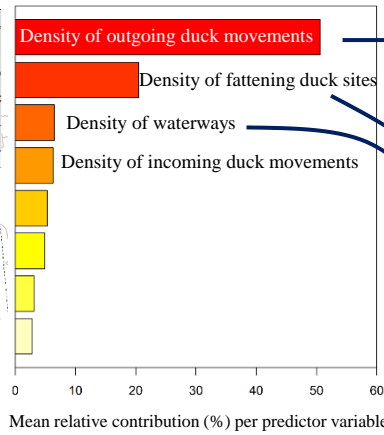 Density of outgoing duck movements
Density of fattening duck sites
Density of waterways
Density of incoming duck movements
0 10 20 30 40 50 60
Mean relative contribution (%) per predictor variable